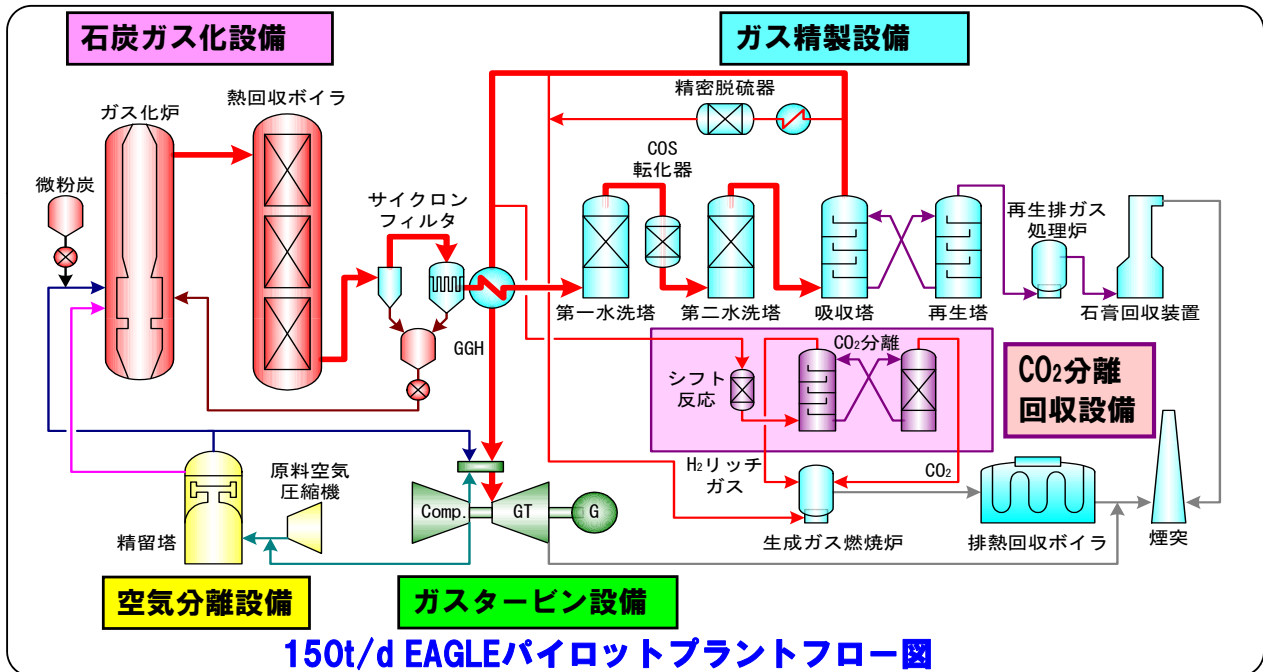 石炭ガス化設備
ガス精製設備
ガス化炉
熱回収ボイラ
精密脱硫器
微粉炭
サイクロン
フィルタ
COS
転化器
再生排ガス
処理炉
第一水洗塔
第二水洗塔
吸収塔
再生塔
石膏回収装置
GGH
CO₂分離
シフト
反応
CO₂分離
回収設備
H₂リッチ
ガス
CO₂
原料空気
圧縮機
Comp.
GT
G
精留塔
生成ガス燃焼炉
排熱回収ボイラ
煙突
空気分離設備
ガスタービン設備
150t/d EAGLEパイロットプラントフロー図